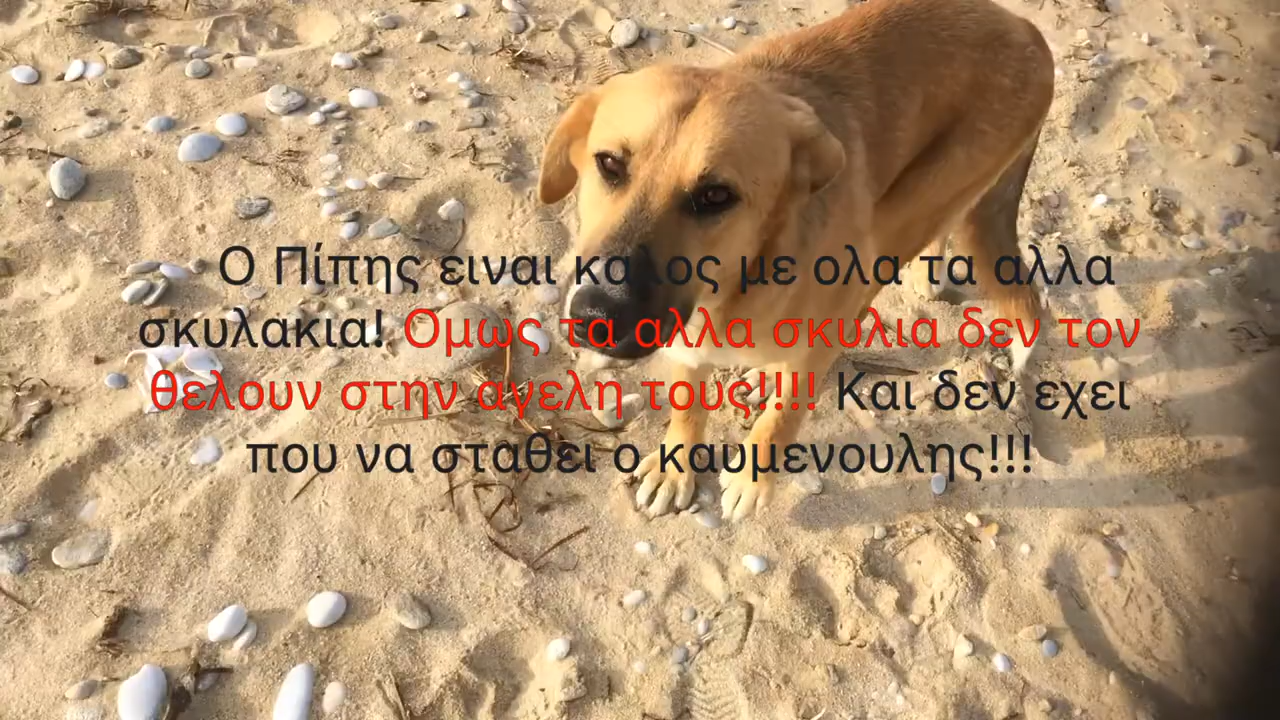 Ο Πίπης ειναι καλος με ολα τα αλλα
σκυλακια! Ομως τα αλλα σκυλια δεν τον
θελουν στην αγελη τους!!!! Και δεν εχει
που να σταθει ο καυμενουλης!!!